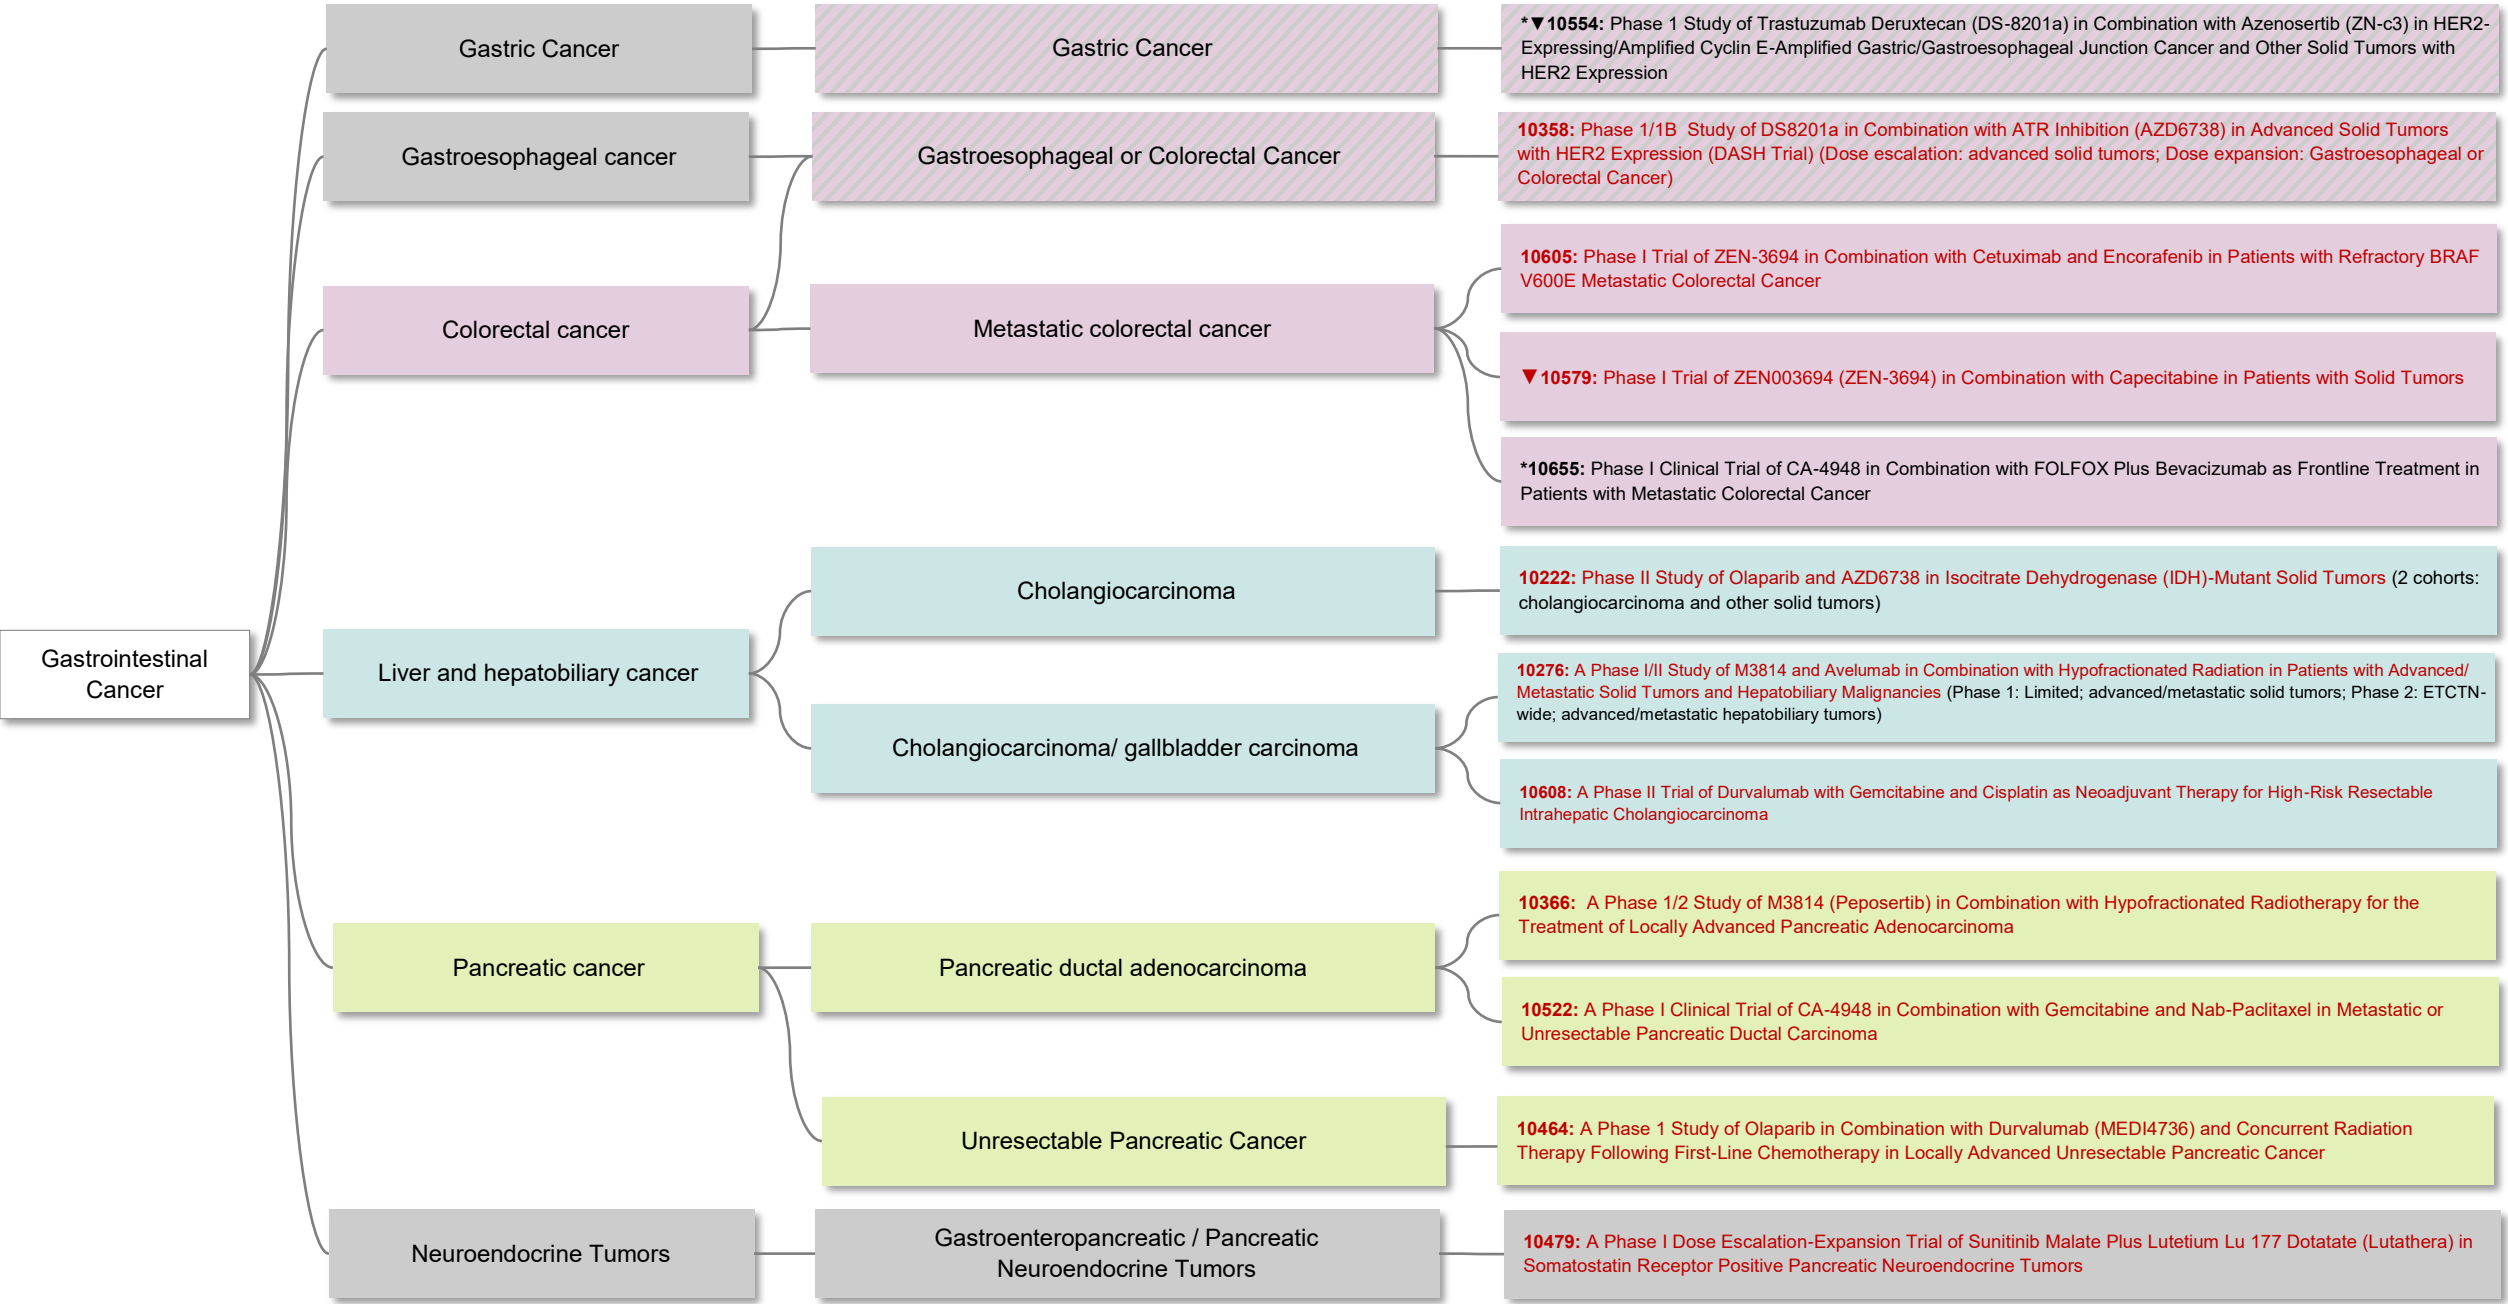 Gastric Cancer
Gastric Cancer
*▼10554: Phase 1 Study of Trastuzumab Deruxtecan (DS-8201a) in Combination with Azenosertib (ZN-c3) in HER2-
Expressing/Amplified Cyclin E-Amplified Gastric/Gastroesophageal Junction Cancer and Other Solid Tumors with
HER2 Expression
Gastroesophageal cancer
Gastroesophageal or Colorectal Cancer
10358: Phase 1/1B Study of DS8201a in Combination with ATR Inhibition (AZD6738) in Advanced Solid Tumors
with HER2 Expression (DASH Trial) (Dose escalation: advanced solid tumors; Dose expansion: Gastroesophageal or
Colorectal Cancer)
Colorectal cancer
Metastatic colorectal cancer
10605: Phase I Trial of ZEN-3694 in Combination with Cetuximab and Encorafenib in Patients with Refractory BRAF
V600E Metastatic Colorectal Cancer
▼10579: Phase I Trial of ZEN003694 (ZEN-3694) in Combination with Capecitabine in Patients with Solid Tumors
*10655: Phase I Clinical Trial of CA-4948 in Combination with FOLFOX Plus Bevacizumab as Frontline Treatment in
Patients with Metastatic Colorectal Cancer
Gastrointestinal
Cancer
Liver and hepatobiliary cancer
Cholangiocarcinoma
10222: Phase II Study of Olaparib and AZD6738 in Isocitrate Dehydrogenase (IDH)-Mutant Solid Tumors (2 cohorts:
cholangiocarcinoma and other solid tumors)
Cholangiocarcinoma/ gallbladder carcinoma
10276: A Phase I/II Study of M3814 and Avelumab in Combination with Hypofractionated Radiation in Patients with Advanced/
Metastatic Solid Tumors and Hepatobiliary Malignancies (Phase 1: Limited; advanced/metastatic solid tumors; Phase 2: ETCTN-
wide; advanced/metastatic hepatobiliary tumors)
10608: A Phase II Trial of Durvalumab with Gemcitabine and Cisplatin as Neoadjuvant Therapy for High-Risk Resectable
Intrahepatic Cholangiocarcinoma
Pancreatic cancer
Pancreatic ductal adenocarcinoma
10366: A Phase 1/2 Study of M3814 (Peposertib) in Combination with Hypofractionated Radiotherapy for the
Treatment of Locally Advanced Pancreatic Adenocarcinoma
10522: A Phase I Clinical Trial of CA-4948 in Combination with Gemcitabine and Nab-Paclitaxel in Metastatic or
Unresectable Pancreatic Ductal Carcinoma
Unresectable Pancreatic Cancer
10464: A Phase 1 Study of Olaparib in Combination with Durvalumab (MEDI4736) and Concurrent Radiation
Therapy Following First-Line Chemotherapy in Locally Advanced Unresectable Pancreatic Cancer
Neuroendocrine Tumors
Gastroenteropancreatic / Pancreatic
Neuroendocrine Tumors
10479: A Phase I Dose Escalation-Expansion Trial of Sunitinib Malate Plus Lutetium Lu 177 Dotatate (Lutathera) in
Somatostatin Receptor Positive Pancreatic Neuroendocrine Tumors